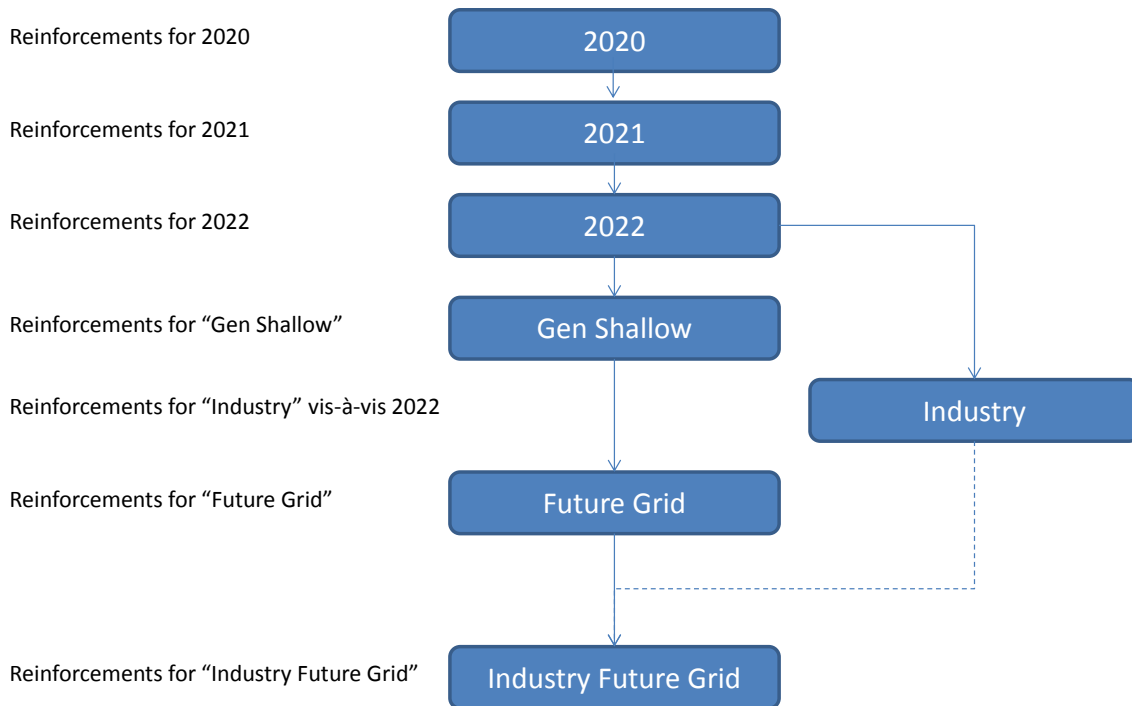 Reinforcements for 2020
2020
Reinforcements for 2021
2021
Reinforcements for 2022
2022
Reinforcements for “Gen Shallow”
Gen Shallow
Reinforcements for “Industry” vis-à-vis 2022
Industry
Reinforcements for “Future Grid”
Future Grid
Reinforcements for “Industry Future Grid”
Industry Future Grid